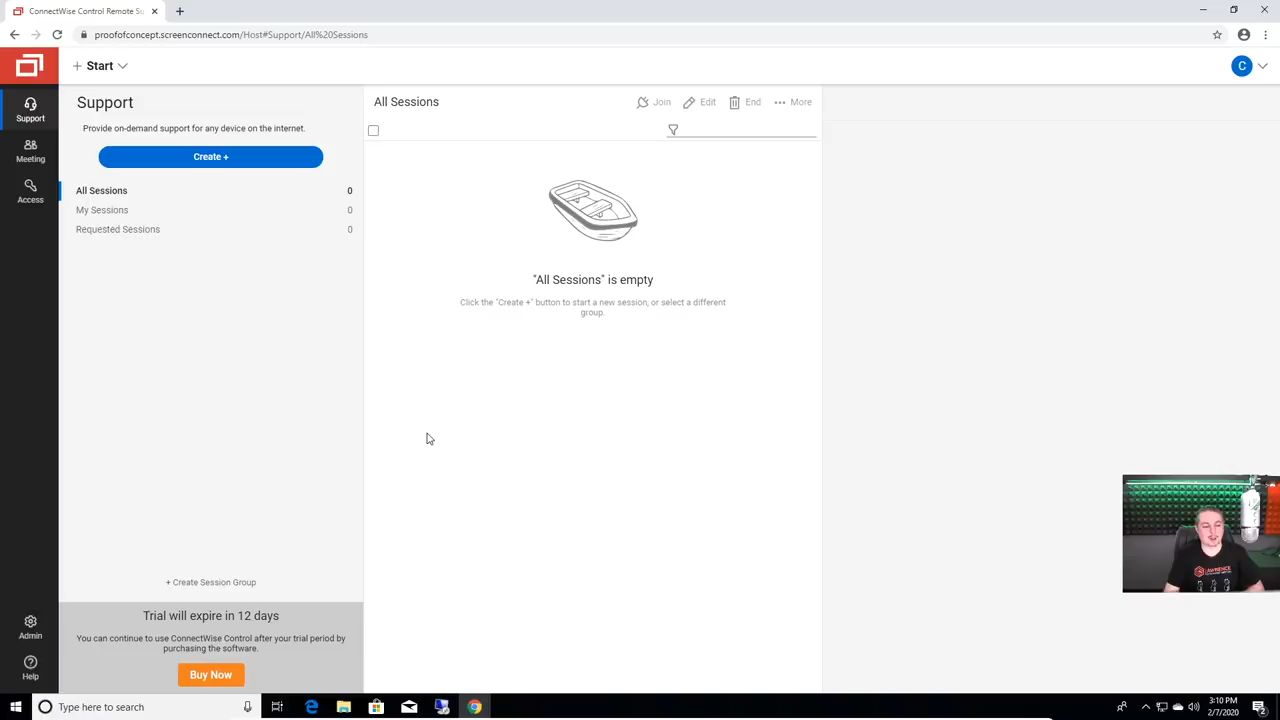 ConnectWise Control Remote Su
proofofconcept.screenconnect.com/Host#Support/All%20Sessions
+ Start
C
Support
Meeting
Access
Admin
Help
Support
Provide on-demand support for any device on the internet.
Create +
All Sessions 0
My Sessions 0
Requested Sessions 0
+ Create Session Group
Trial will expire in 12 days
You can continue to use ConnectWise Control after your trial period by
purchasing the software.
Buy Now
All Sessions
Join Edit End ••• More
"All Sessions" is empty
Click the "Create +" button to start a new session, or select a different
group.
LAWRENCE
Type here to search
3:10 PM
2/7/2020
2